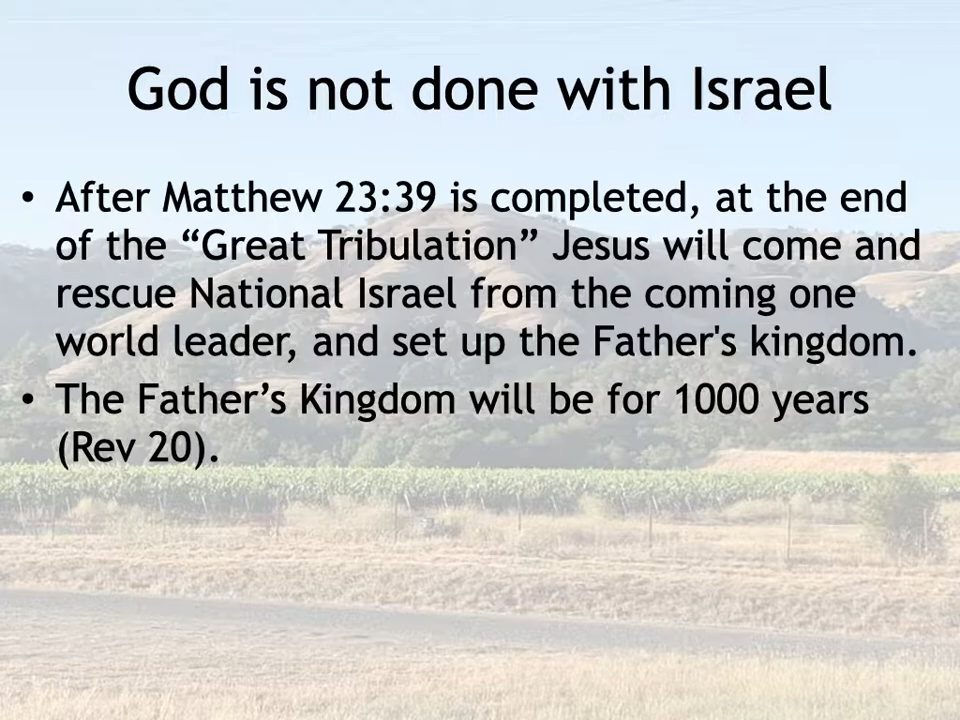 God is not done with Israel
• After Matthew 23:39 is completed, at the end
of the “Great Tribulation” Jesus will come and
rescue National Israel from the coming one
world leader, and set up the Father's kingdom.
• The Father’s Kingdom will be for 1000 years
(Rev 20).